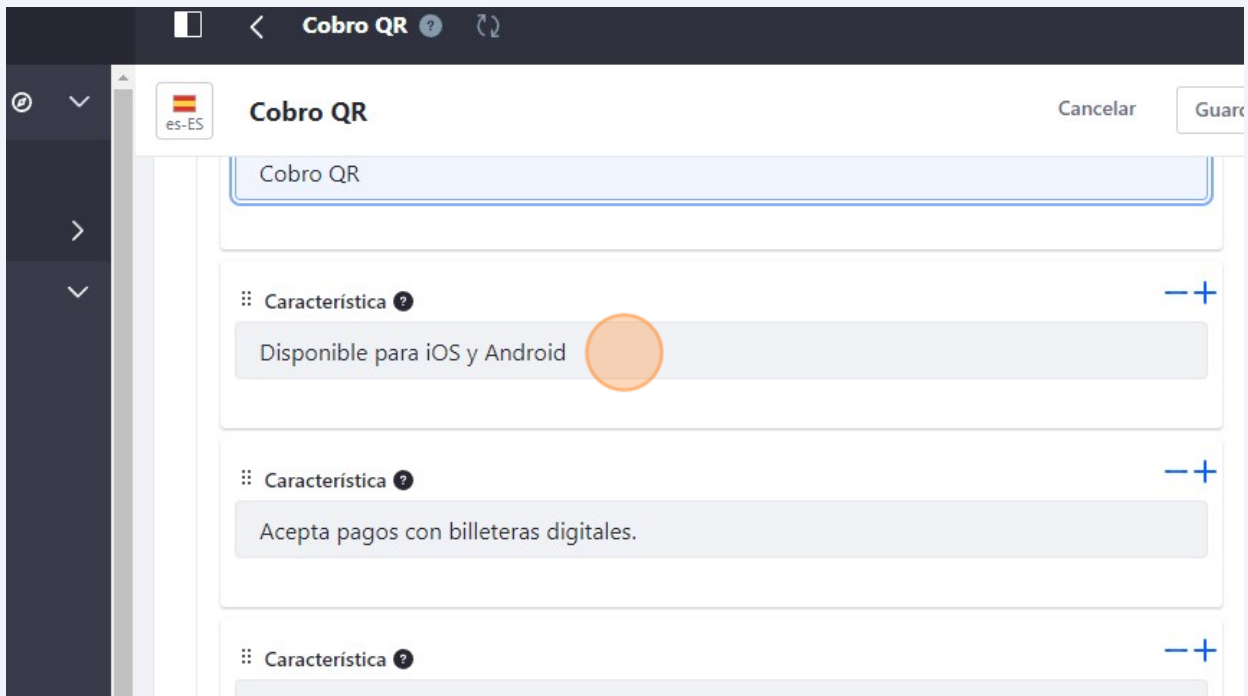 Cobro QR
es-ES
Cobro QR
Cancelar
Guard
Cobro QR
Característica
Disponible para iOS y Android
Característica
Acepta pagos con billeteras digitales.
Característica